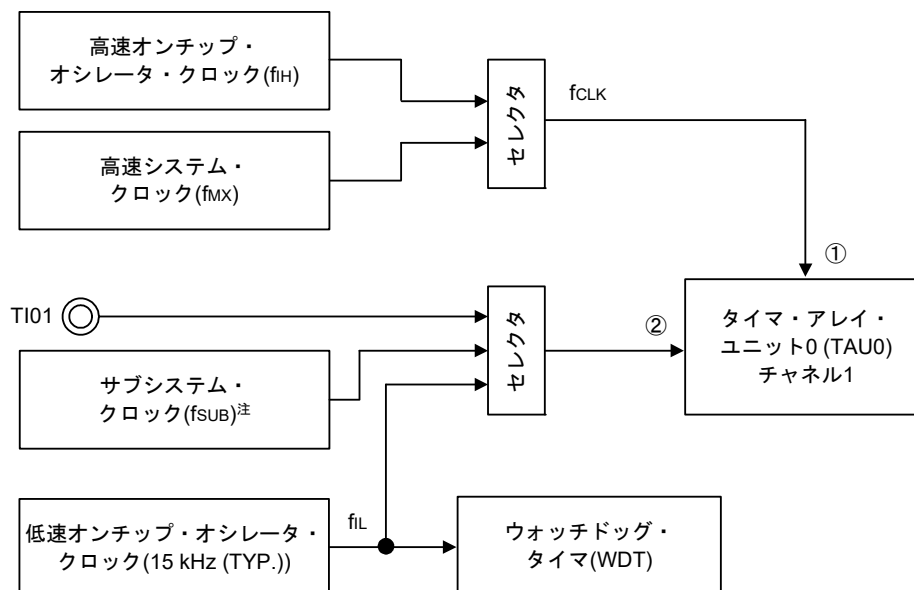 高速オンチップ・
オシレータ・クロック(fIH)
セレクタ
fCLK
高速システム・
クロック(fMX)
①
TI01
セレクタ
②
タイマ・アレイ・
ユニット0 (TAU0)
チャネル1
サブシステム・
クロック(fSUB)注
低速オンチップ・オシレータ・
クロック(15 kHz (TYP.))
fIL
ウォッチドッグ・
タイマ(WDT)